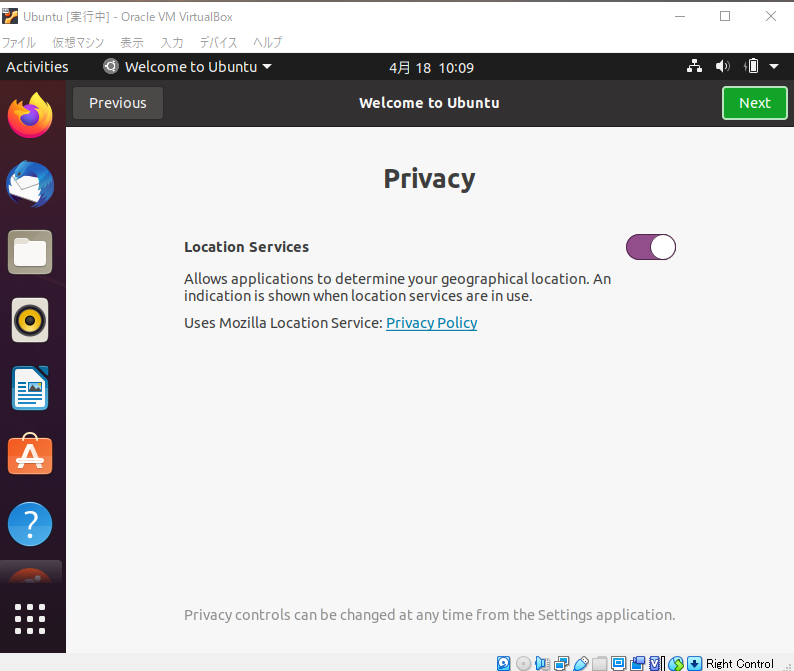 Ubuntu [実行中] - Oracle VM VirtualBox
ファイル 仮想マシン 表示 入力 デバイス ヘルプ
Activities Welcome to Ubuntu 4月 18 10:09
Previous Welcome to Ubuntu Next
Privacy
Location Services
Allows applications to determine your geographical location. An
indication is shown when location services are in use.
Uses Mozilla Location Service: Privacy Policy
?
Privacy controls can be changed at any time from the Settings application.
Right Control